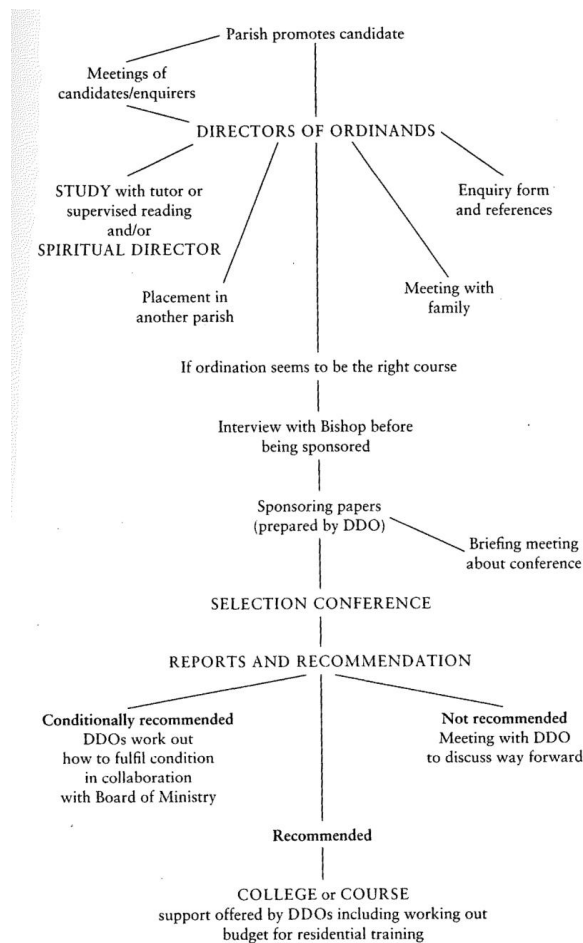 Parish promotes candidate
Meetings of
candidates/enquirers
DIRECTORS OF ORDINANDS
STUDY with tutor or
supervised reading
and/or
SPIRITUAL DIRECTOR
Enquiry form
and references
Placement in
another parish
Meeting with
family
If ordination seems to be the right course
Interview with Bishop before
being sponsored
Sponsoring papers
(prepared by DDO)
Briefing meeting
about conference
SELECTION CONFERENCE
REPORTS AND RECOMMENDATION
Conditionally recommended
DDOs work out
how to fulfil condition
in collaboration
with Board of Ministry
Not recommended
Meeting with DDO
to discuss way forward
Recommended
COLLEGE or COURSE
support offered by DDOs including working out
budget for residential training